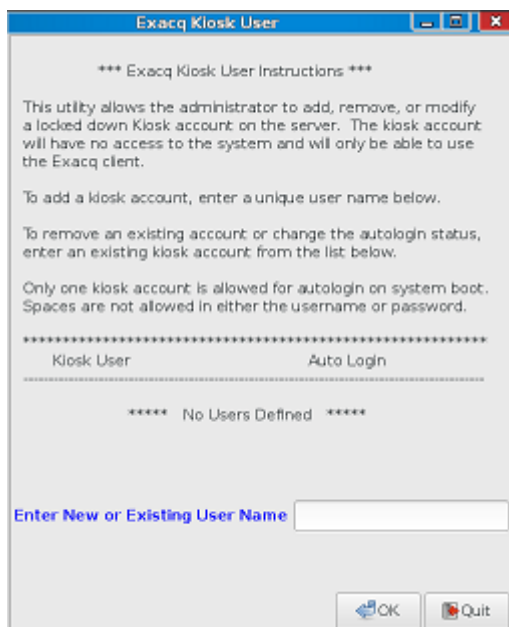 Exacq Kiosk User
*** Exacq Kiosk User Instructions ***
This utility allows the administrator to add, remove, or modify
a locked down Kiosk account on the server. The kiosk account
will have no access to the system and will only be able to use
the Exacq client.
To add a kiosk account, enter a unique user name below.
To remove an existing account or change the autologin status,
enter an existing kiosk account from the list below.
Only one kiosk account is allowed for autologin on system boot.
Spaces are not allowed in either the username or password.
**********************************************************
Kiosk User Auto Login
------------------------------------------------------------------------------------
***** No Users Defined *****
Enter New or Existing User Name
OK Quit